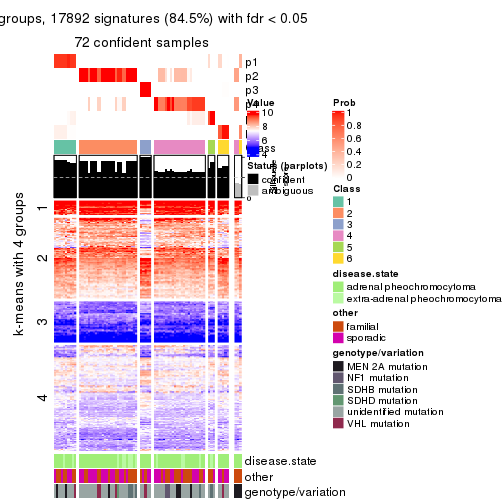 groups, 17892 signatures (84.5%) with fdr < 0.05
72 confident samples
p1
p2
p3
p4
Value
10
8
6
4
Prob
1
0.8
0.6
0.4
0.2
0
Status (barplots)
confident
ambiguous
Class
1
2
3
4
5
6
disease.state
adrenal pheochromocytoma
extra-adrenal pheochromocytoma
other
familial
sporadic
genotype/variation
MEN 2A mutation
NF1 mutation
SDHB mutation
SDHD mutation
unidentified mutation
VHL mutation
k-means with 4 groups
1
2
3
4
disease.state
other
genotype/variation